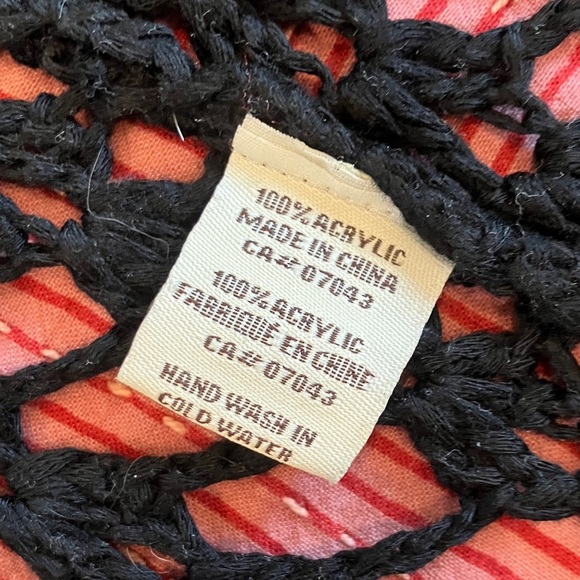 100% ACRYLIC
MADE IN CHINA
CA# 07043
100% ACRYLIC
FABRIQUÉ EN CHINE
CA# 07043
HAND WASH IN
COLD WATER